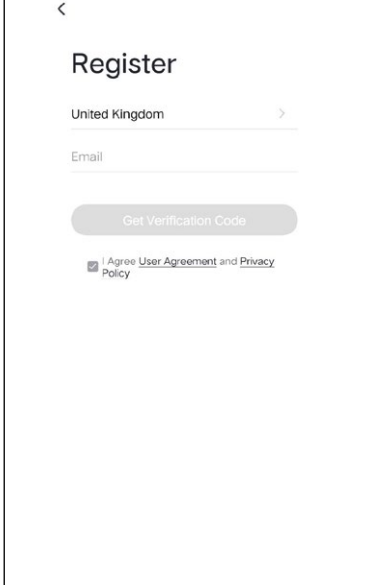 Register
United Kingdom
Email
Get Verification Code
I Agree User Agreement and Privacy
Policy